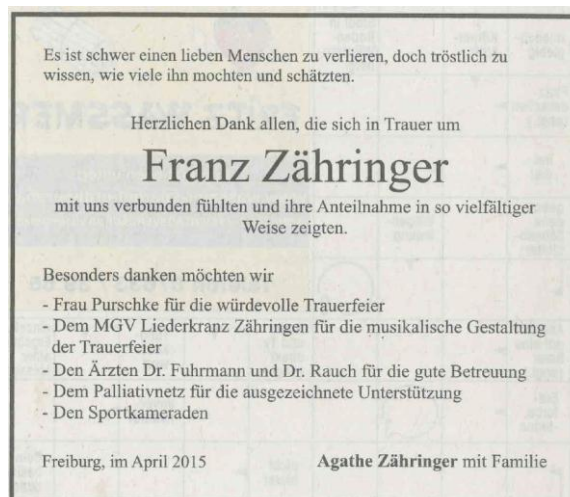 Es ist schwer einen lieben Menschen zu verlieren, doch tröstlich zu
wissen, wie viele ihn mochten und schätzten.
Herzlichen Dank allen, die sich in Trauer um
Franz Zähringer
mit uns verbunden fühlten und ihre Anteilnahme in so vielfältiger
Weise zeigten.
Besonders danken möchten wir
- Frau Purschke für die würdevolle Trauerfeier
- Dem MGV Liederkranz Zähringen für die musikalische Gestaltung
der Trauerfeier
- Den Ärzten Dr. Fuhrmann und Dr. Rauch für die gute Betreuung
- Dem Palliativnetz für die ausgezeichnete Unterstützung
- Den Sportkameraden
Freiburg, im April 2015 Agathe Zähringer mit Familie